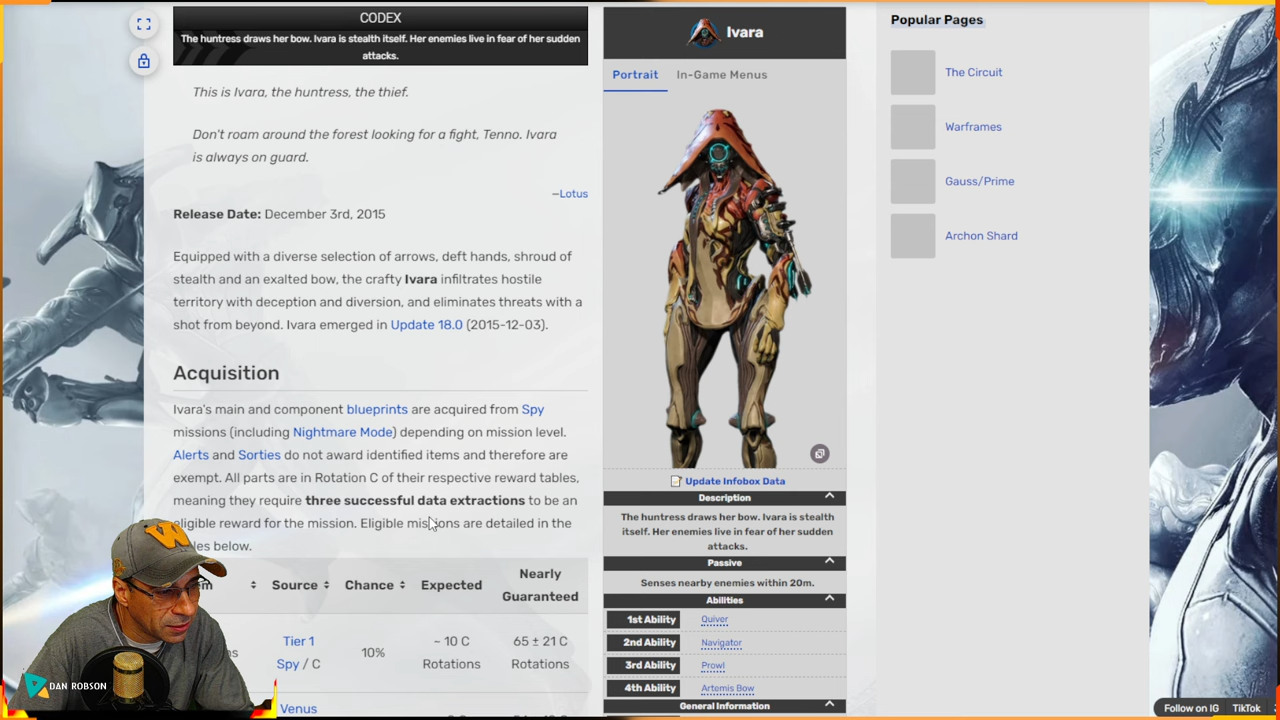 CODEX
The huntress draws her bow. Ivara is stealth itself. Her enemies live in fear of her sudden
attacks.
This is Ivara, the huntress, the thief.
Don't roam around the forest looking for a fight, Tenno. Ivara
is always on guard.
—Lotus
Release Date: December 3rd, 2015
Equipped with a diverse selection of arrows, deft hands, shroud of
stealth and an exalted bow, the crafty Ivara infiltrates hostile
territory with deception and diversion, and eliminates threats with a
shot from beyond. Ivara emerged in Update 18.0 (2015-12-03).
Acquisition
Ivara's main and component blueprints are acquired from Spy
missions (including Nightmare Mode) depending on mission level.
Alerts and Sorties do not award identified items and therefore are
exempt. All parts are in Rotation C of their respective reward tables,
meaning they require three successful data extractions to be an
eligible reward for the mission. Eligible missions are detailed in the
below.
Source Chance Expected Nearly
Guaranteed
Tier 1
Spy / C
10%
~ 10 C
Rotations
65 ± 21 C
Rotations
Venus
Ivara
Portrait In-Game Menus
Update Infobox Data
Description
The huntress draws her bow. Ivara is stealth
itself. Her enemies live in fear of her sudden
attacks.
Passive
Senses nearby enemies within 20m.
Abilities
1st Ability Quiver
2nd Ability Navigator
3rd Ability Prowl
4th Ability Artemis Bow
General Information
Popular Pages
The Circuit
Warframes
Gauss/Prime
Archon Shard
W
DAN ROBSON
Follow on IG TikTok